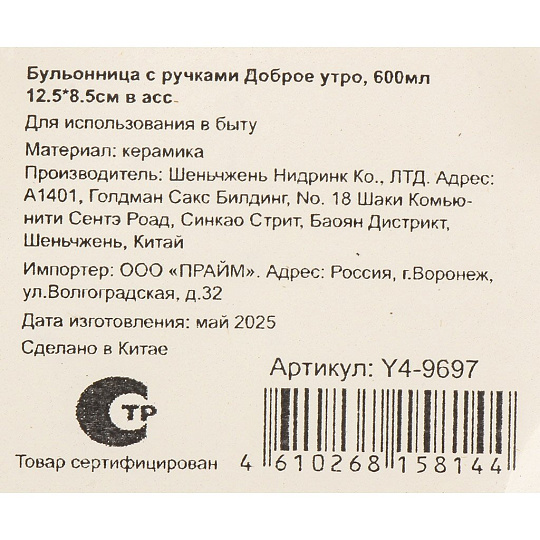 Бульонница с ручками Доброе утро, 600мл
12.5*8.5см в асс.
Для использования в быту
Материал: керамика
Производитель: Шеньчжень Нидринк Ко., ЛТД. Адрес:
А1401, Голдман Сакс Билдинг, No. 18 Шаки Комью-
нити Сентэ Роад, Синкао Стрит, Баоян Дистрикт,
Шеньчжень, Китай
Импортер: ООО «ПРАЙМ». Адрес: Россия, г.Воронеж,
ул.Волгоградская, д.32
Дата изготовления: май 2025
Сделано в Китае
Артикул: Y4-9697
СТР
Товар сертифицирован
4 610268 158144